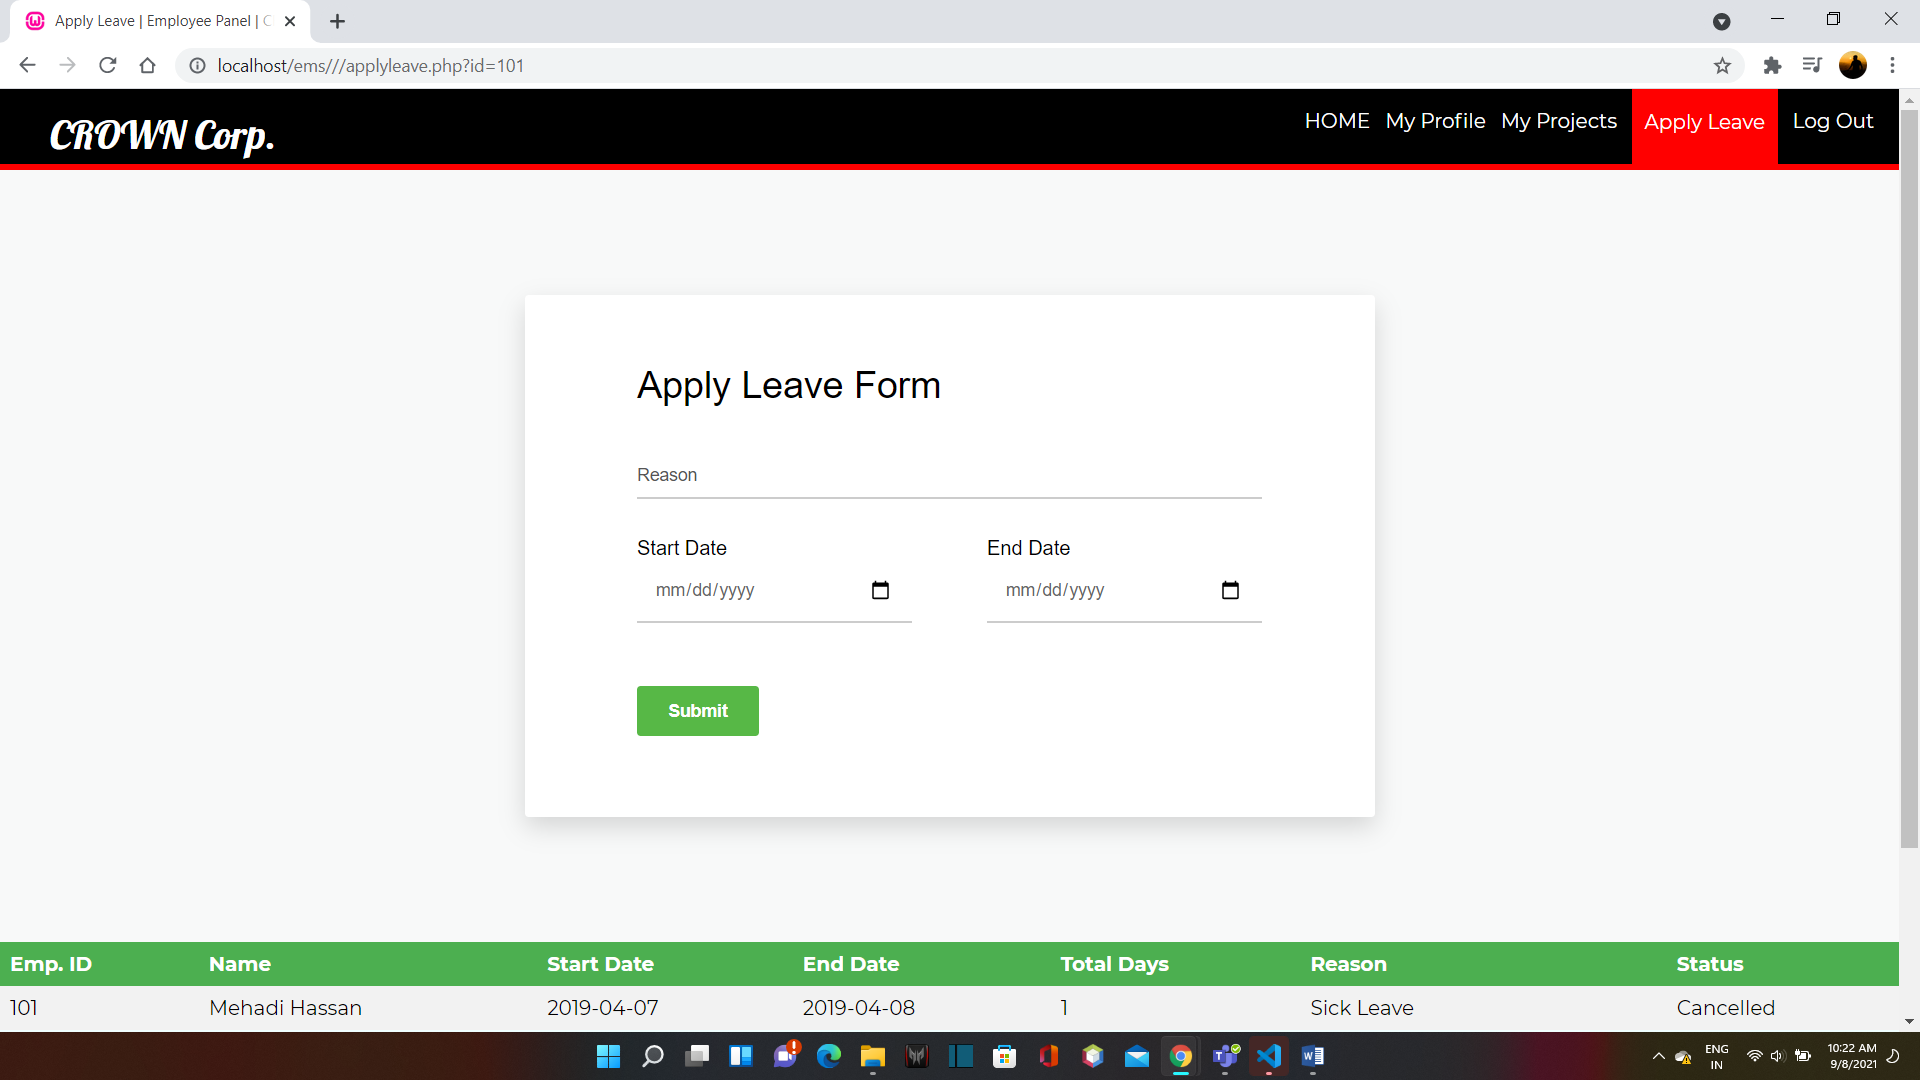 Apply Leave | Employee Panel | C
localhost/ems///applyleave.php?id=101
CROWN Corp.
HOME My Profile My Projects Apply Leave Log Out
Apply Leave Form
Reason
Start Date End Date
mm/dd/yyyy mm/dd/yyyy
Submit
Emp. ID Name Start Date End Date Total Days Reason Status
101 Mehadi Hassan 2019-04-07 2019-04-08 1 Sick Leave Cancelled
ENG 10:22 AM
IN 9/8/2021